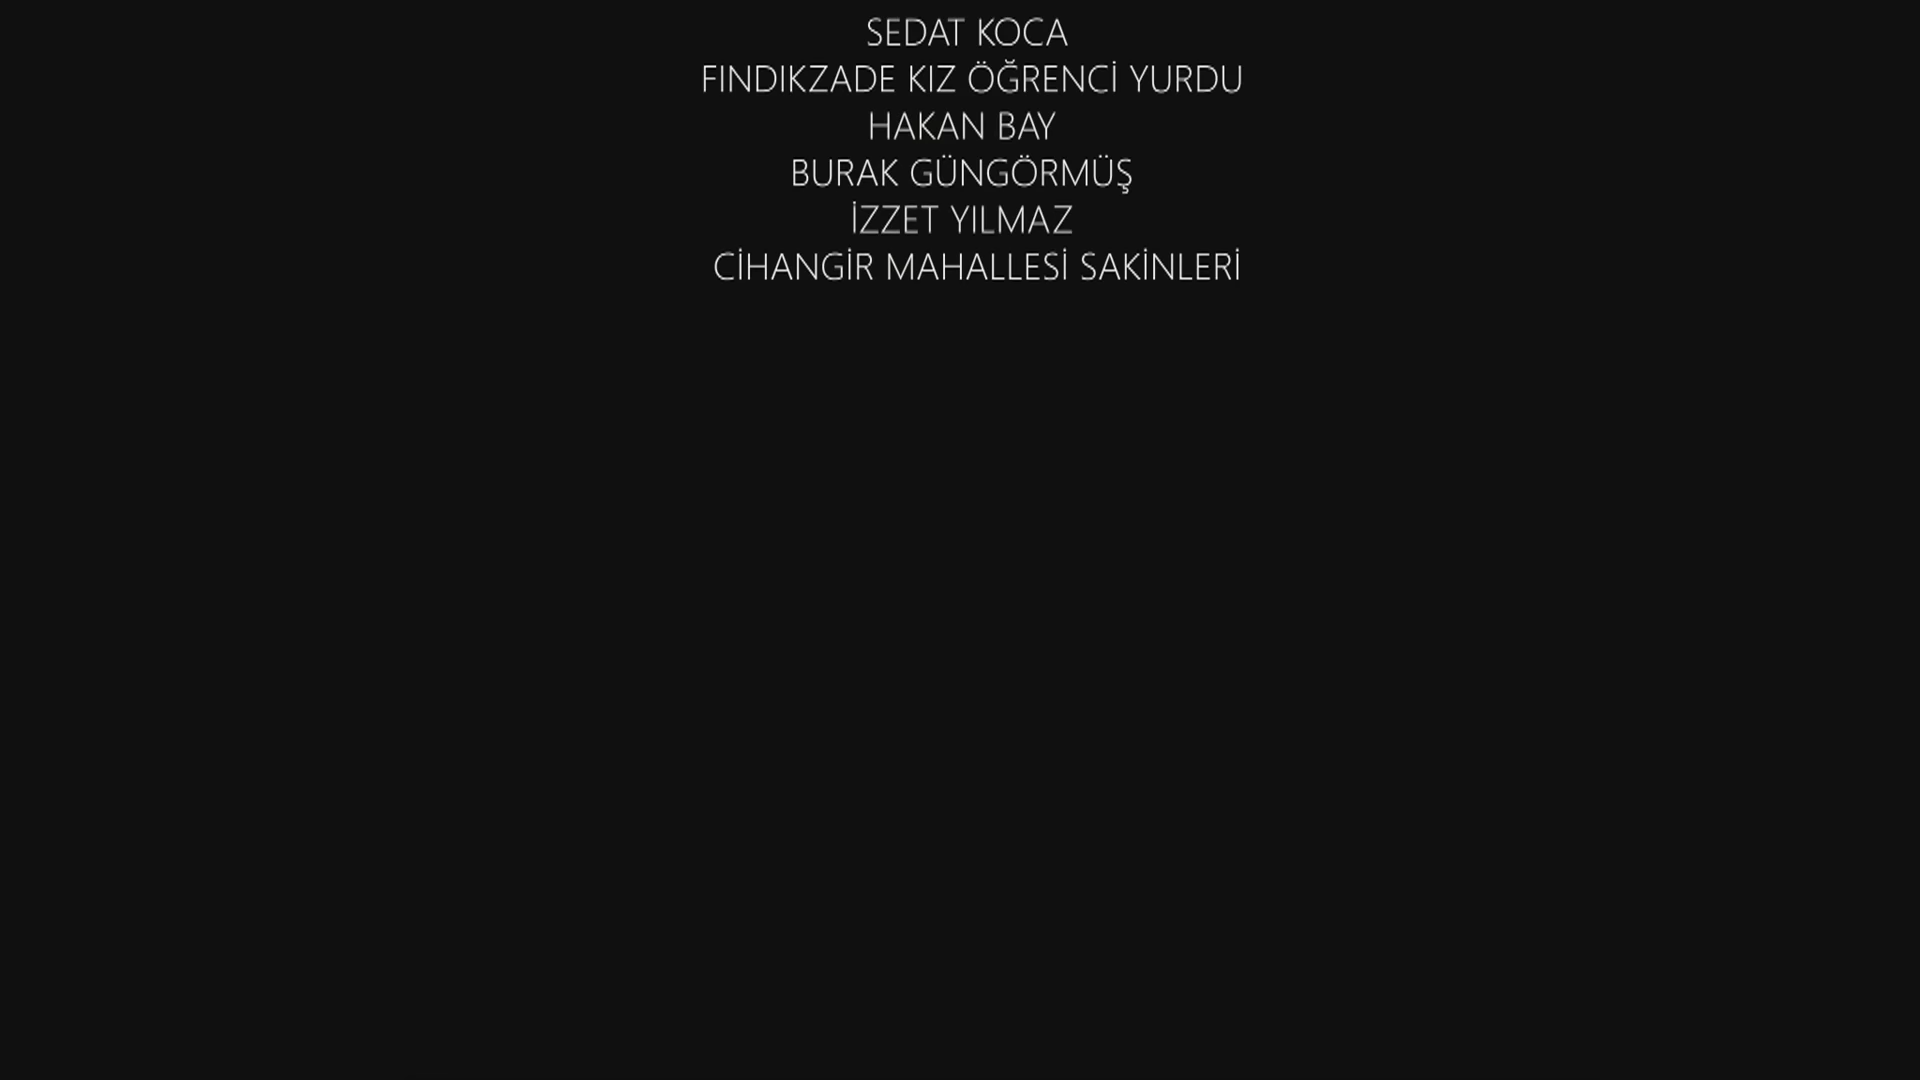 SEDAT KOCA
FINDIKZADE KIZ ÖĞRENCİ YURDU
HAKAN BAY
BURAK GÜNGÖRMÜŞ
İZZET YILMAZ
CİHANGİR MAHALLESİ SAKİNLERİ